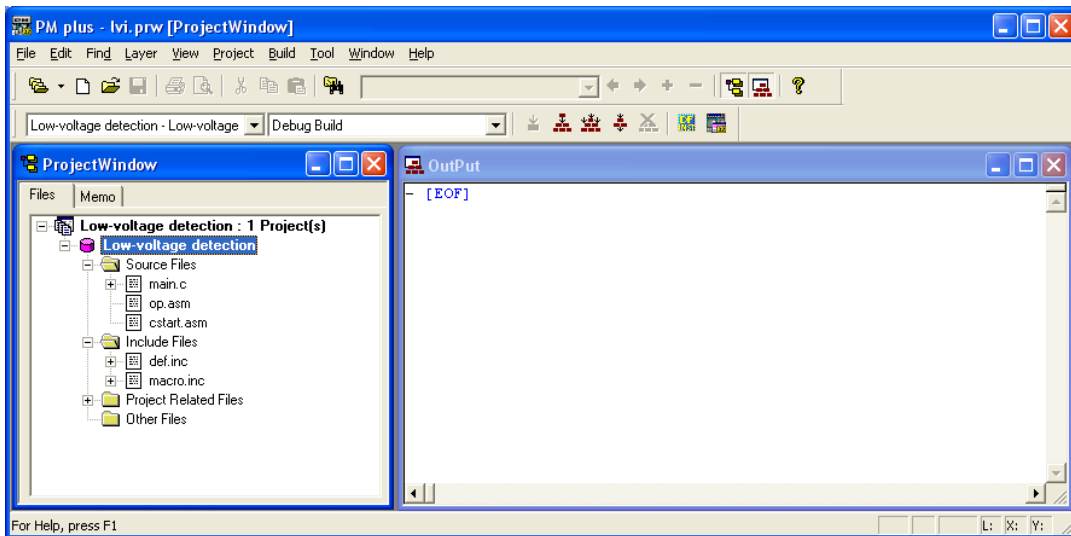 PM plus - lvi.prw [ProjectWindow]
File Edit Find Layer View Project Build Tool Window Help
Low-voltage detection - Low-voltage Debug Build
ProjectWindow
Files Memo
Low-voltage detection : 1 Project(s)
Low-voltage detection
Source Files
main.c
op.asm
cstart.asm
Include Files
def.inc
macro.inc
Project Related Files
Other Files
OutPut
- [EOF]
For Help, press F1 L: X: Y: